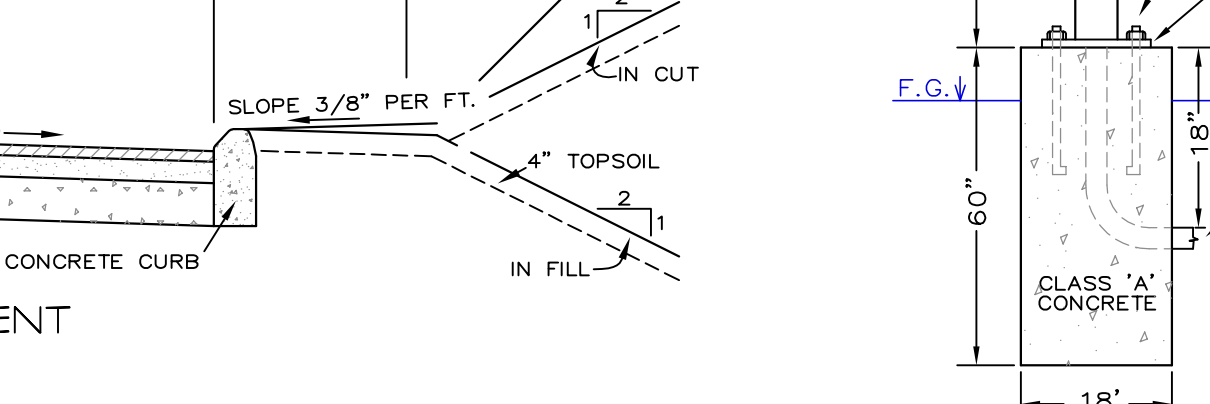 2
1
IN CUT
SLOPE 3/8” PER FT.
4” TOPSOIL
2
1
IN FILL
CONCRETE CURB
ENT
F.G.
60”
18”
CLASS 'A'
CONCRETE
18'